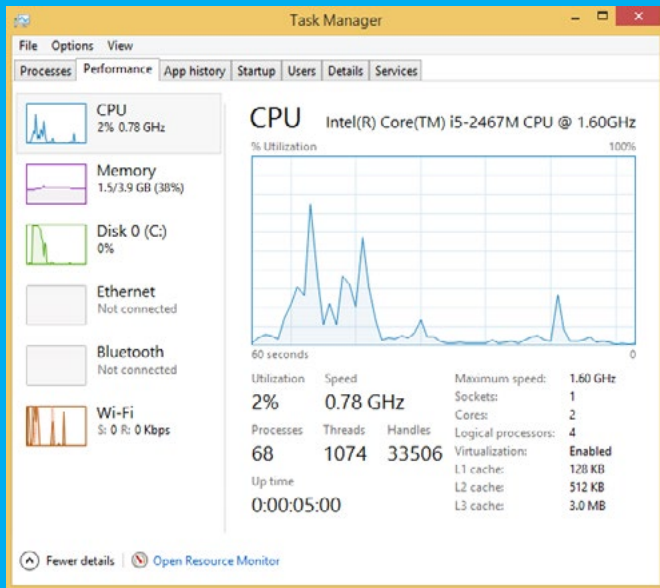 Task Manager
File Options View
Processes Performance App history Startup Users Details Services
CPU
2% 0.78 GHz
Memory
1.5/3.9 GB (38%)
Disk 0 (C:)
0%
Ethernet
Not connected
Bluetooth
Not connected
Wi-Fi
S: 0 R: 0 Kbps
CPU Intel(R) Core(TM) i5-2467M CPU @ 1.60GHz
% Utilization 100%
60 seconds 0
Utilization Speed
2% 0.78 GHz
Processes Threads Handles
68 1074 33506
Up time
0:00:05:00
Maximum speed: 1.60 GHz
Sockets: 1
Cores: 2
Logical processors: 4
Virtualization: Enabled
L1 cache: 128 KB
L2 cache: 512 KB
L3 cache: 3.0 MB
Fewer details Open Resource Monitor